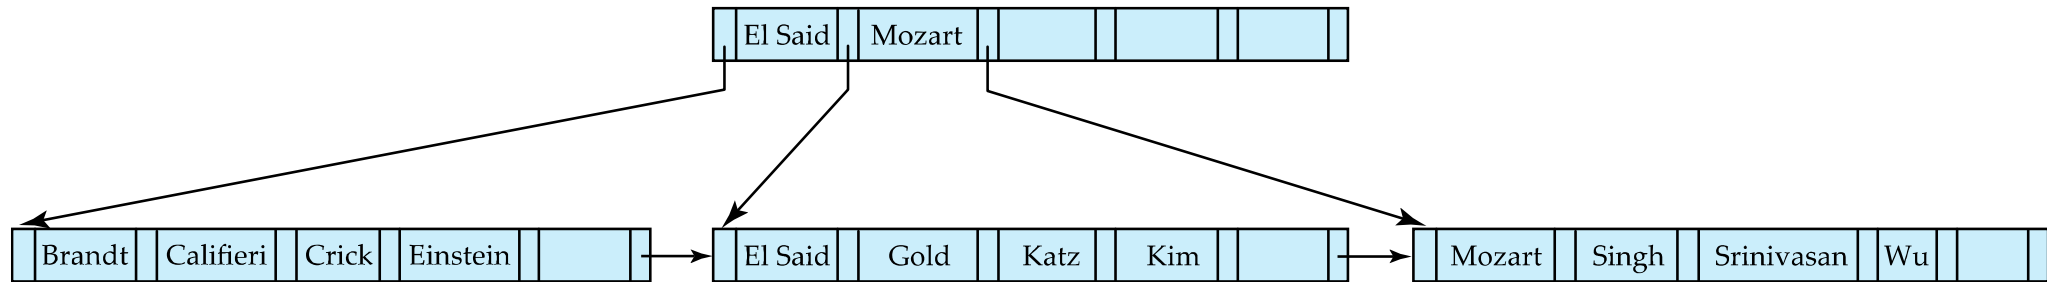 El Said Mozart
Brandt Califieri Crick Einstein El Said Gold Katz Kim Mozart Singh Srinivasan Wu